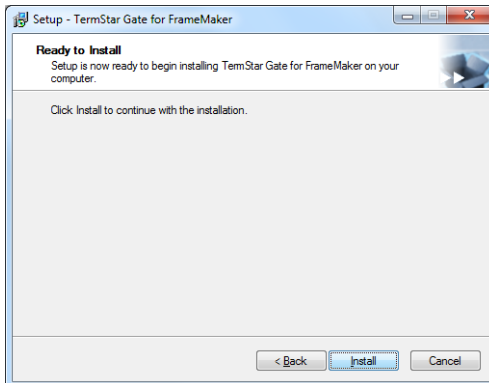 Setup - TermStar Gate for FrameMaker
Ready to Install
Setup is now ready to begin installing TermStar Gate for FrameMaker on your
computer.
Click Install to continue with the installation.
< Back
Install
Cancel